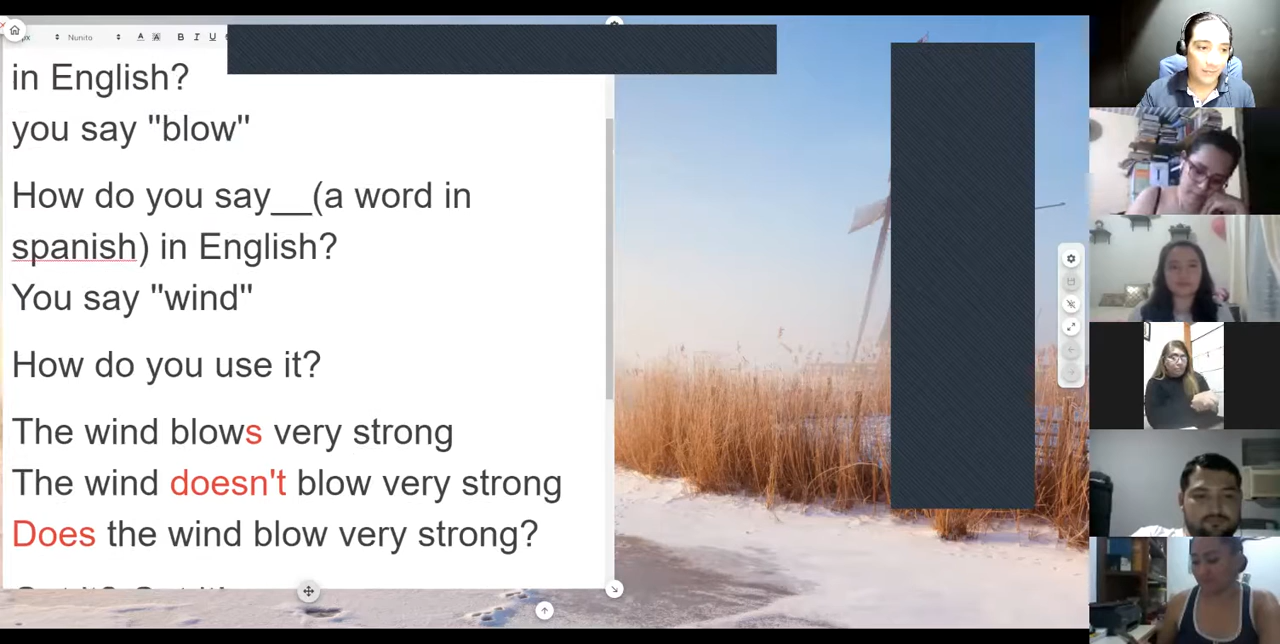 Nunito B I U
in English?
you say "blow"
How do you say__(a word in
spanish) in English?
You say "wind"
How do you use it?
The wind blows very strong
The wind doesn't blow very strong
Does the wind blow very strong?